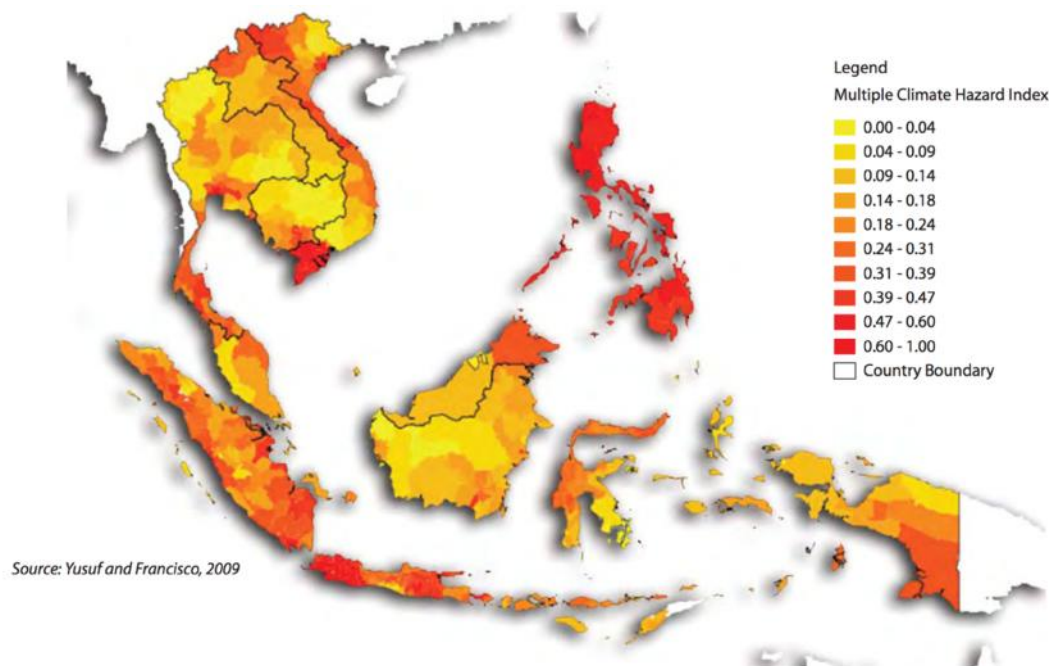 Legend
Multiple Climate Hazard Index
0.00 - 0.04
0.04 - 0.09
0.09 - 0.14
0.14 - 0.18
0.18 - 0.24
0.24 - 0.31
0.31 - 0.39
0.39 - 0.47
0.47 - 0.60
0.60 - 1.00
Country Boundary
Source: Yusuf and Francisco, 2009